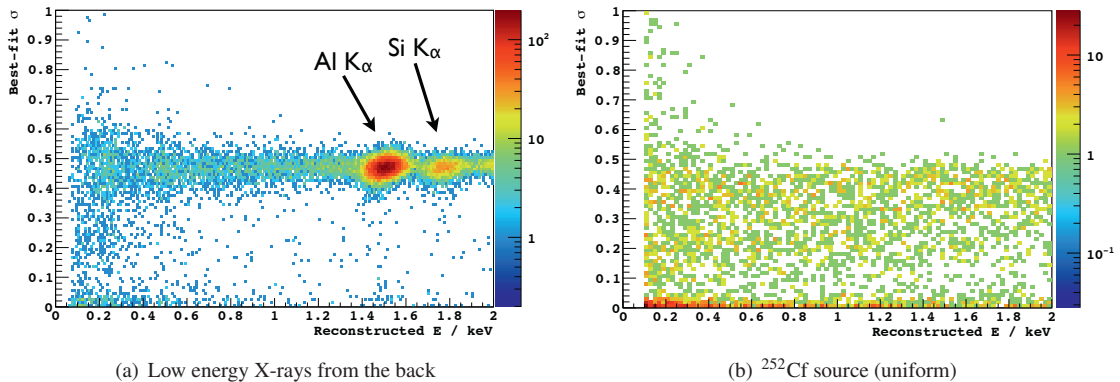 Best-fit σ
1
0.9
0.8
0.7
0.6
0.5
0.4
0.3
0.2
0.1
0
Al Kα
Si Kα
10²
10
1
0 0.2 0.4 0.6 0.8 1 1.2 1.4 1.6 1.8 2
Reconstructed E / keV
(a) Low energy X-rays from the back
Best-fit σ
1
0.9
0.8
0.7
0.6
0.5
0.4
0.3
0.2
0.1
0
10
1
10⁻¹
0 0.2 0.4 0.6 0.8 1 1.2 1.4 1.6 1.8 2
Reconstructed E / keV
(b) ²⁵²Cf source (uniform)